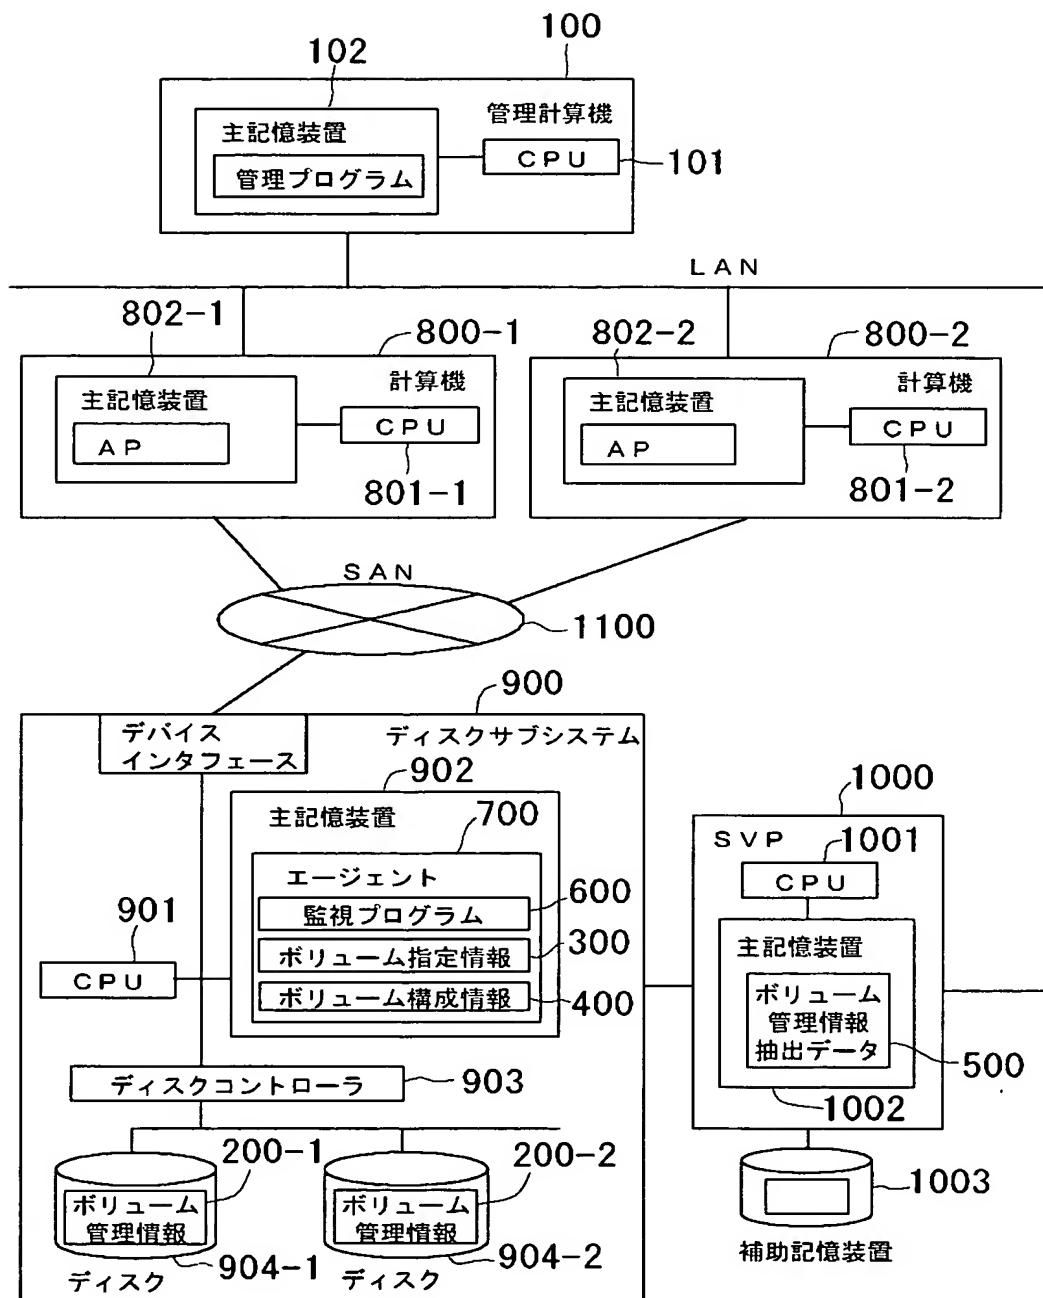 100
102
管理計算機
主記憶装置
CPU
101
管理プログラム
LAN
802-1
800-1
802-2
800-2
計算機
主記憶装置
CPU
AP
801-1
計算機
主記憶装置
CPU
AP
801-2
SAN
1100
900
デバイス
インタフェース
ディスクサブシステム
902
主記憶装置
700
エージェント
600
監視プログラム
901
300
ボリューム指定情報
CPU
ボリューム構成情報
400
1000
SVP
1001
CPU
主記憶装置
ボリューム
管理情報
抽出データ
500
1002
ディスクコントローラ
903
200-1
200-2
ボリューム
管理情報
ボリューム
管理情報
904-1
904-2
ディスク
ディスク
1003
補助記憶装置